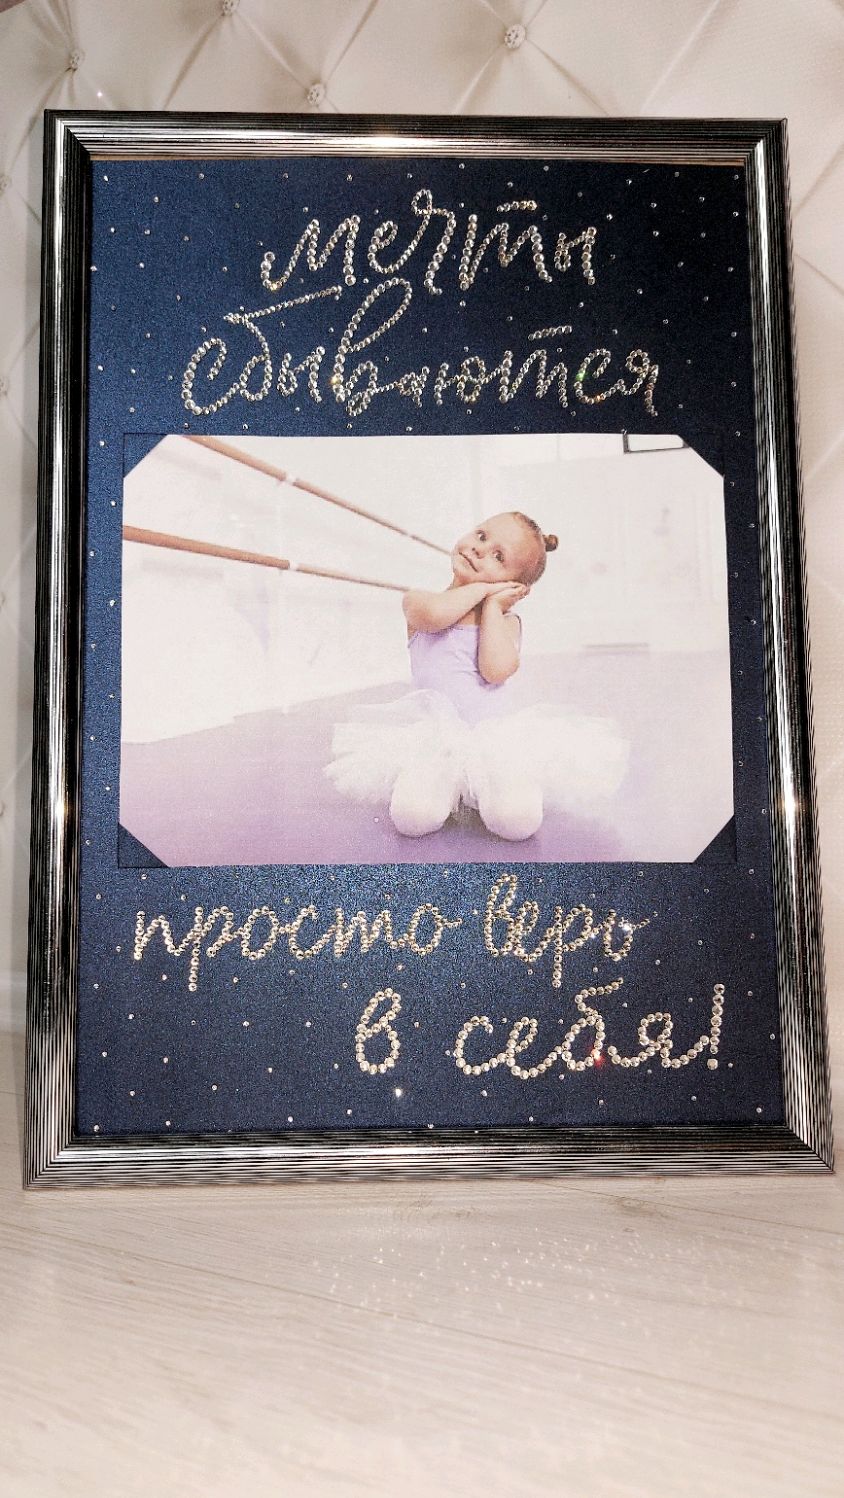 мечты
сбываются
просто верь
в себя!